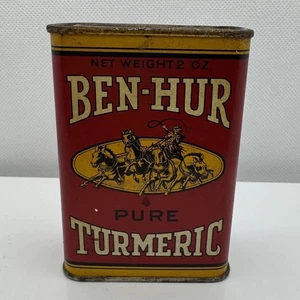 NET WEIGHT 2 OZ.
BEN-HUR
PURE
TURMERIC